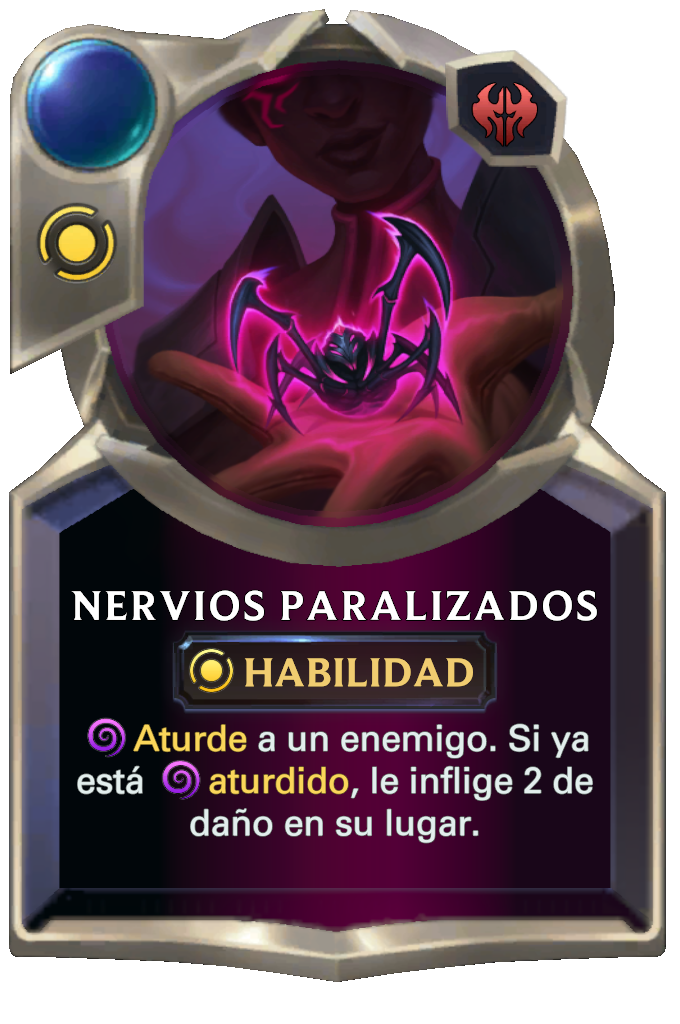 NERVIOS PARALIZADOS
HABILIDAD
Aturde a un enemigo. Si ya
está aturdido, le inflige 2 de
daño en su lugar.